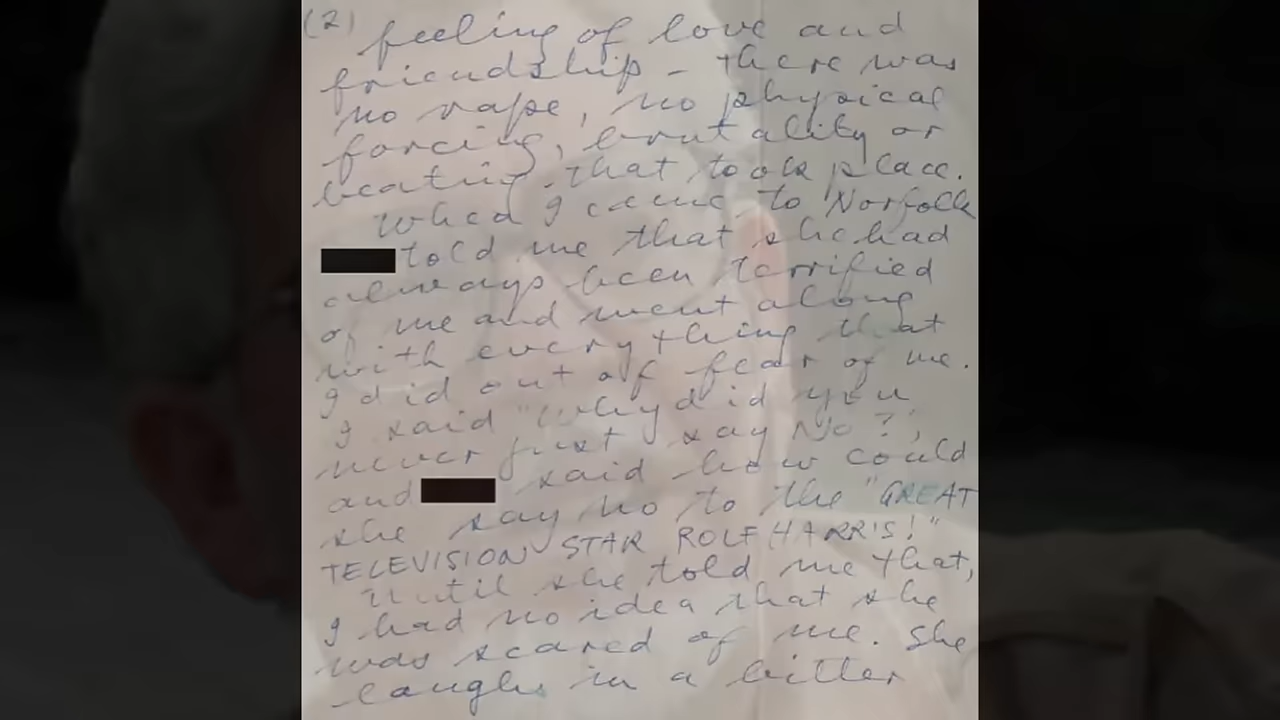 (2) feeling of love and
friendship - there was
no rape, no physical
forcing, brutality or
beating that took place.
When I came to Norfolk
told me that she had
always been terrified
of me and went along
with everything that
I did out of fear of me.
I said "why did you
never just say No?",
and said how could
she say no to the "GREAT
TELEVISION STAR ROLF HARRIS!"
Until she told me that,
I had no idea that she
was scared of me. She
laughs in a bitter